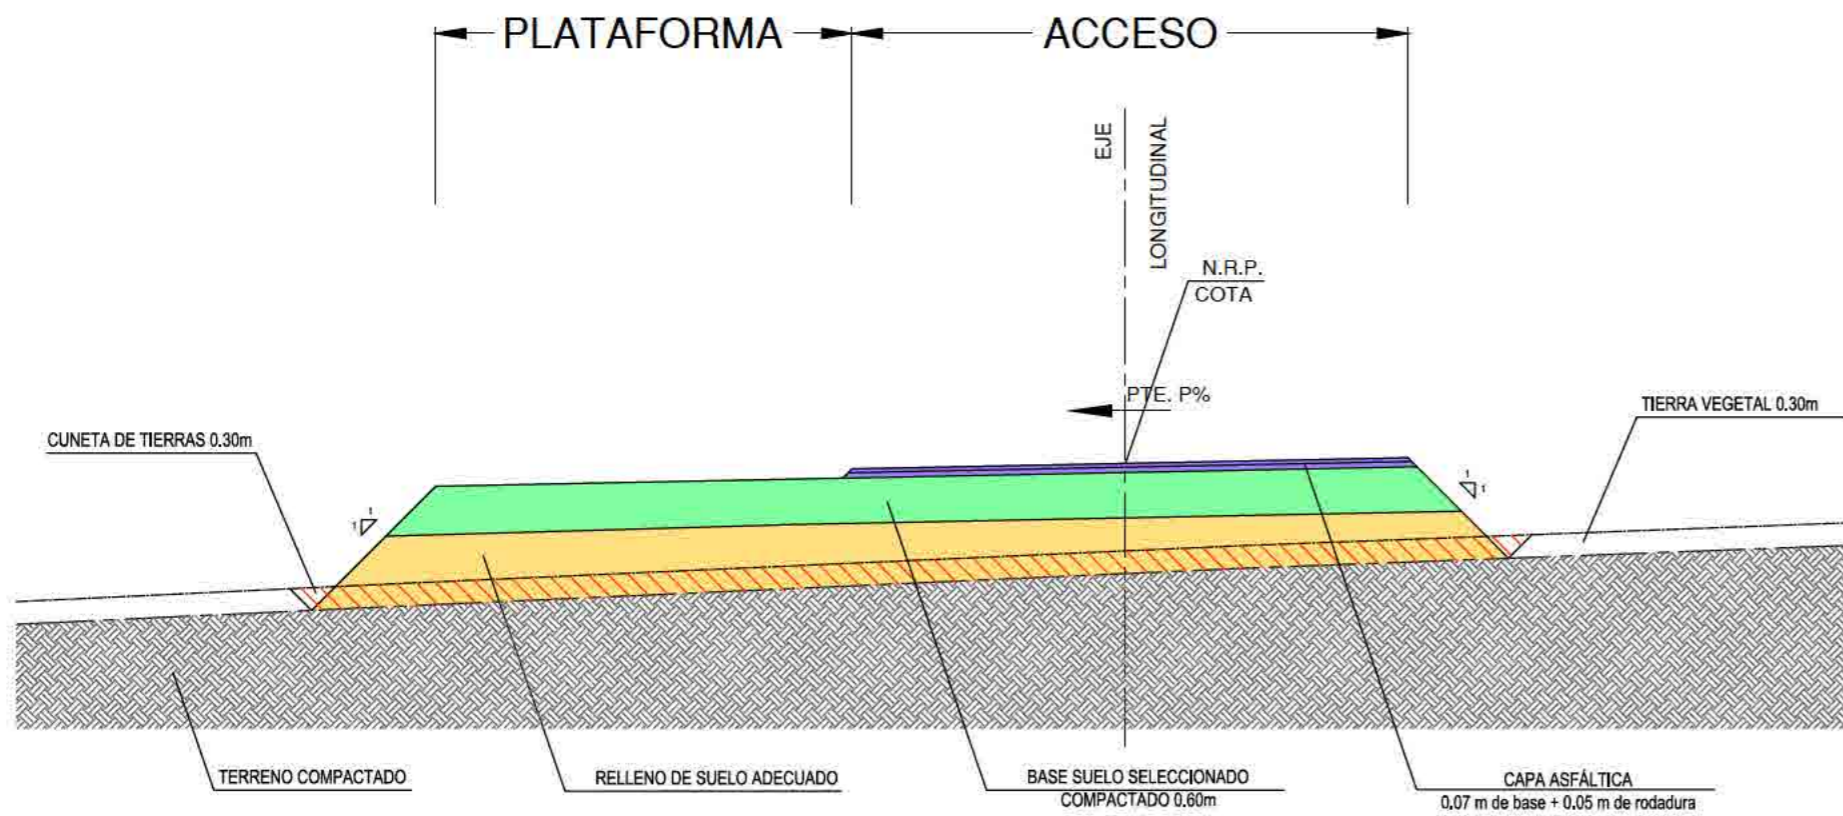 PLATAFORMA
ACCESO
EJE
LONGITUDINAL
N.R.P.
COTA
PTE. P%
TIERRA VEGETAL 0.30m
CUNETA DE TIERRAS 0.30m
1
1
1
1
TERRENO COMPACTADO
RELLENO DE SUELO ADECUADO
BASE SUELO SELECCIONADO
COMPACTADO 0.60m
CAPA ASFÁLTICA
0.07 m de base + 0.05 m de rodadura